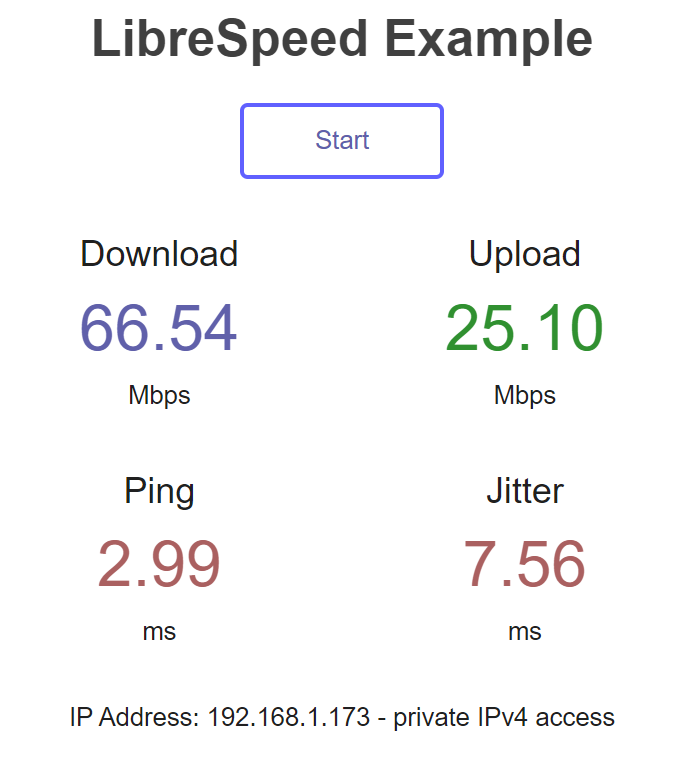 LibreSpeed Example
Start
Download
66.54
Mbps
Upload
25.10
Mbps
Ping
2.99
ms
Jitter
7.56
ms
IP Address: 192.168.1.173 - private IPv4 access